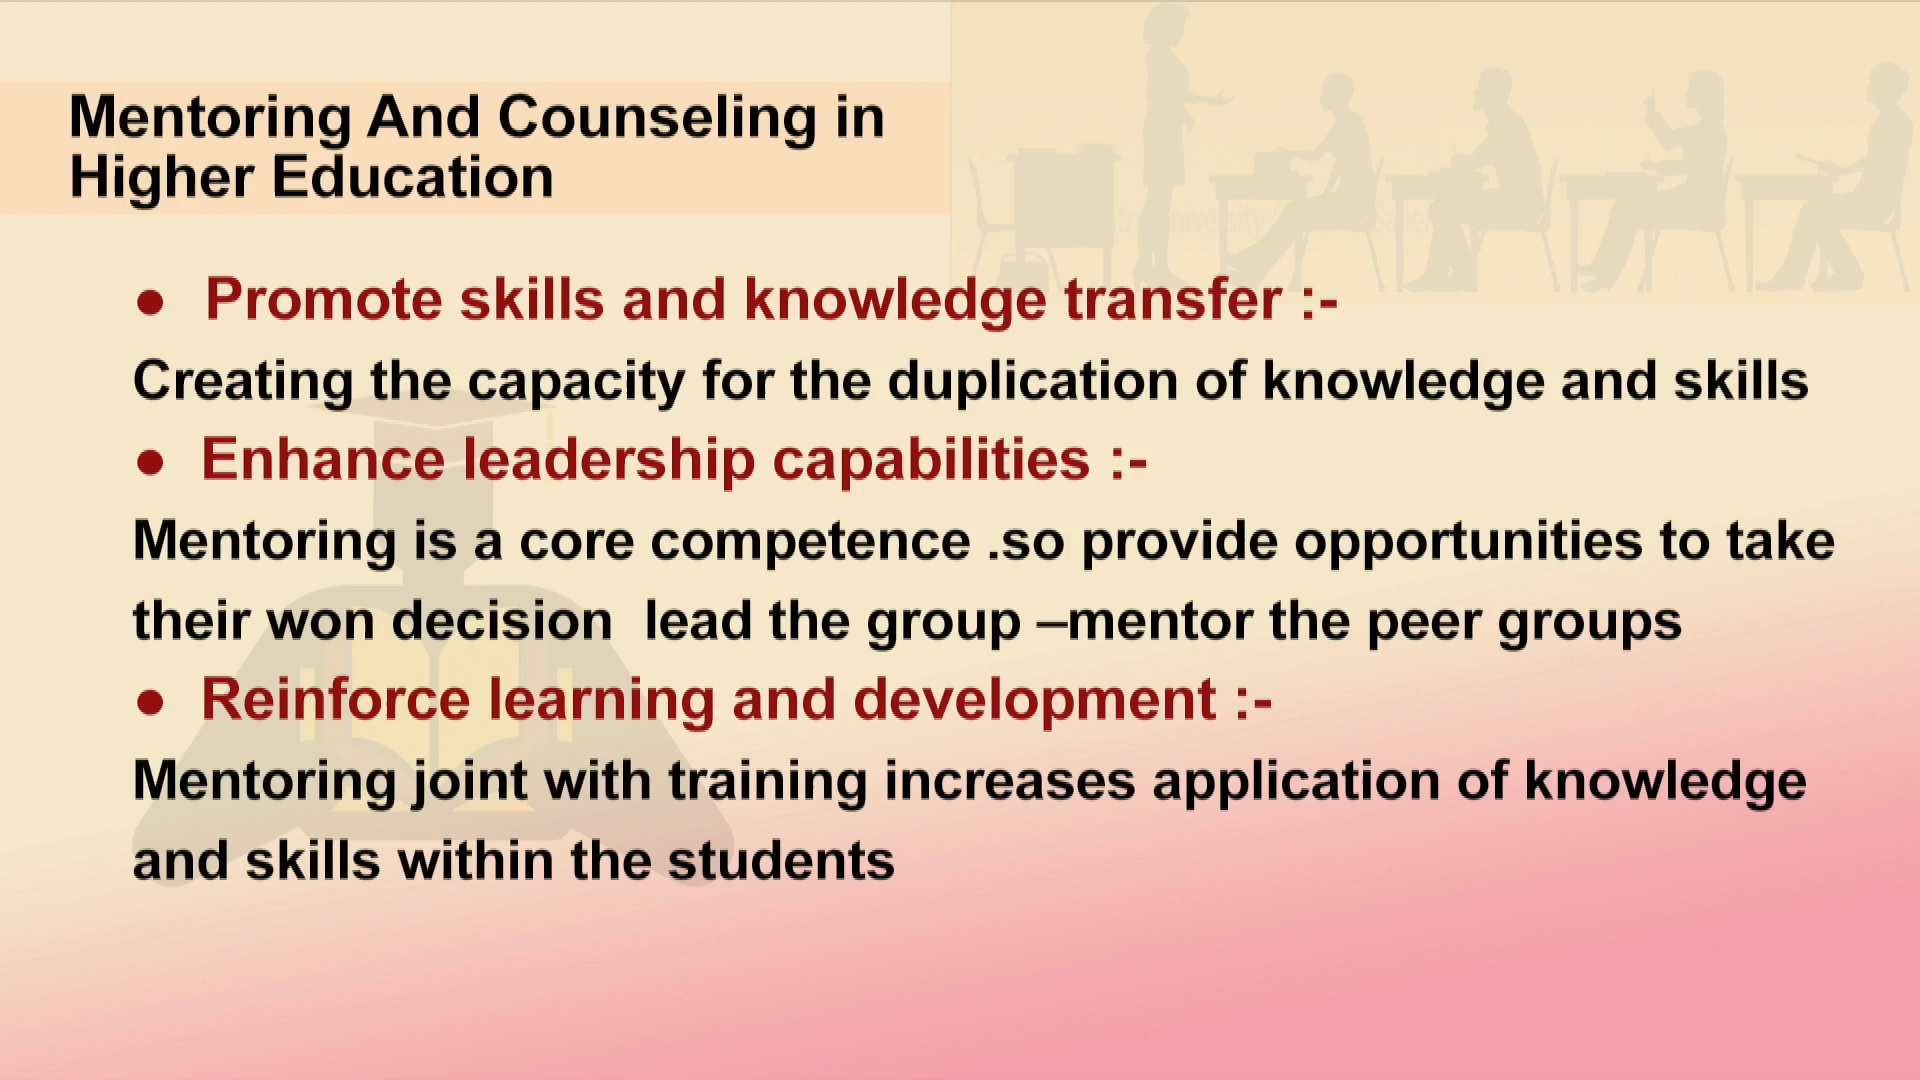 Mentoring And Counseling in
Higher Education
● Promote skills and knowledge transfer :-
Creating the capacity for the duplication of knowledge and skills
● Enhance leadership capabilities :-
Mentoring is a core competence .so provide opportunities to take
their won decision  lead the group –mentor the peer groups
● Reinforce learning and development :-
Mentoring joint with training increases application of knowledge
and skills within the students